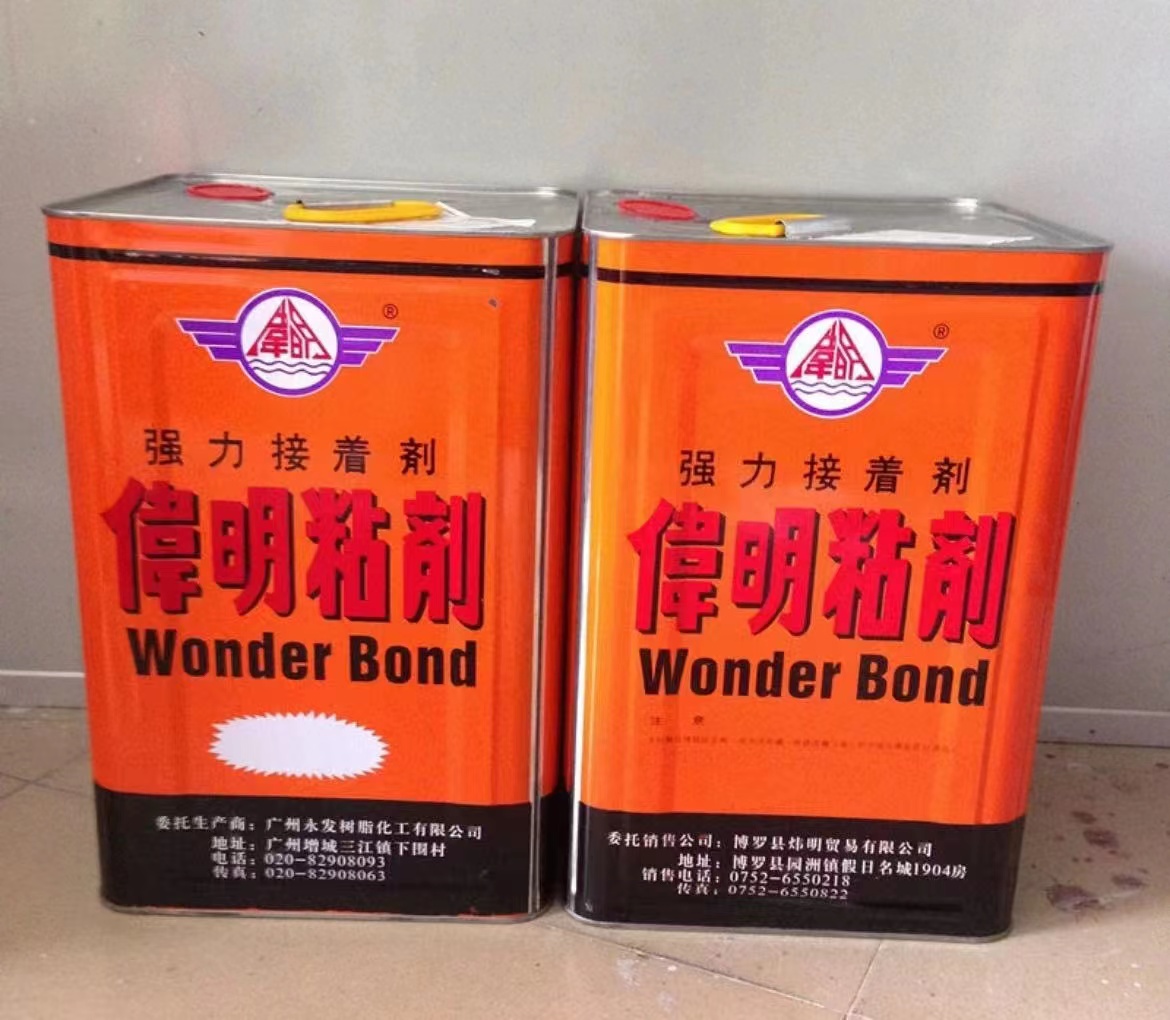 偉明
®
强力接着剂
偉明粘剂
Wonder Bond
委托生产商：广州永发树脂化工有限公司
地址：广州增城三江镇下围村
电话：020-82908093
传真：020-82908063
偉明
®
强力接着剂
偉明粘剂
Wonder Bond
注 意
委托销售公司：博罗县炜明贸易有限公司
地址：博罗县园洲镇假日名城1904房
销售电话：0752-6550218
传真：0752-6550822